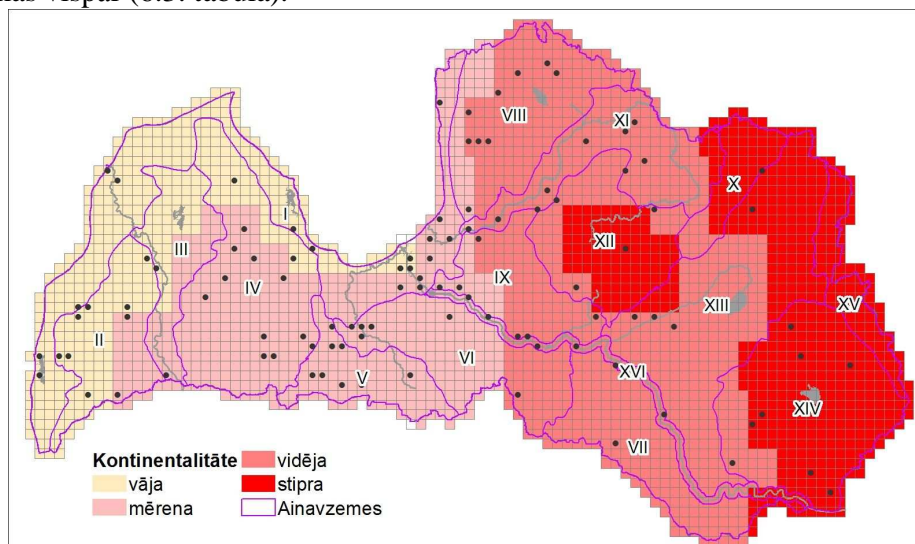 nas vispār (6.3. tabula).
VIII
XI
X
I
XII
III
IV
IX
XIII
XV
II
VI
XVI
V
XIV
VII
Kontinentalitāte
vāja
mērena
vidēja
stipra
Ainavzemes